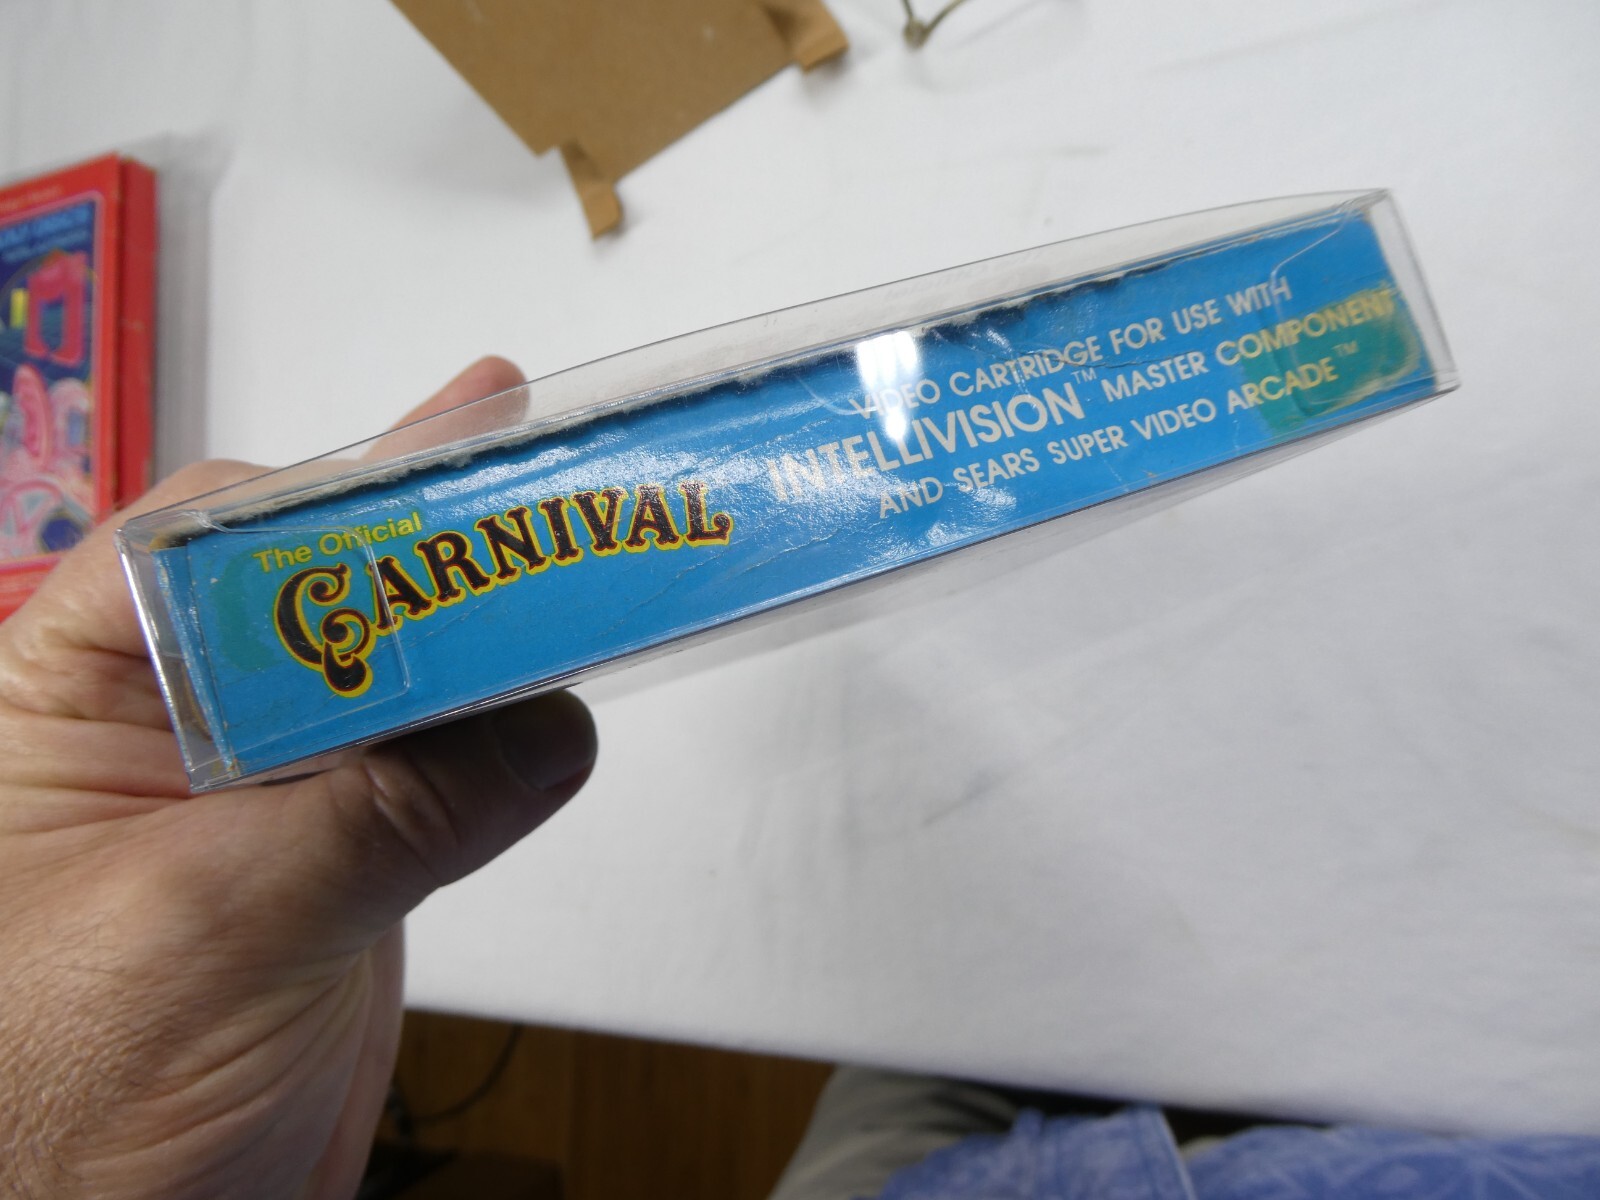 The Official
CARNIVAL
VIDEO CARTRIDGE FOR USE WITH
INTELLIVISION™ MASTER COMPONENT
AND SEARS SUPER VIDEO ARCADE™